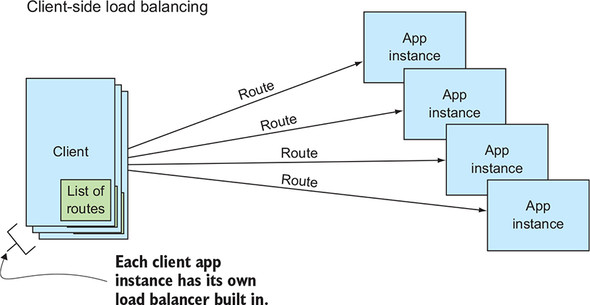 Client-side load balancing
App
instance
App
instance
App
instance
App
instance
Route
Route
Route
Route
Client
List of
routes
Each client app
instance has its own
load balancer built in.